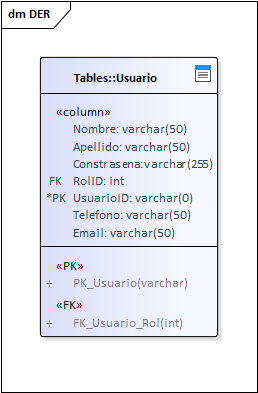 dm DER
Tables::Usuario
«column»
Nombre: varchar(50)
Apellido: varchar(50)
Constrasena:varchar(255)
FK RolID: int
*PK UsuarioID: varchar(0)
Telefono: varchar(50)
Email: varchar(50)
«PK»
+ PK_Usuario(varchar)
«FK»
+ FK_Usuario_Rol(int)